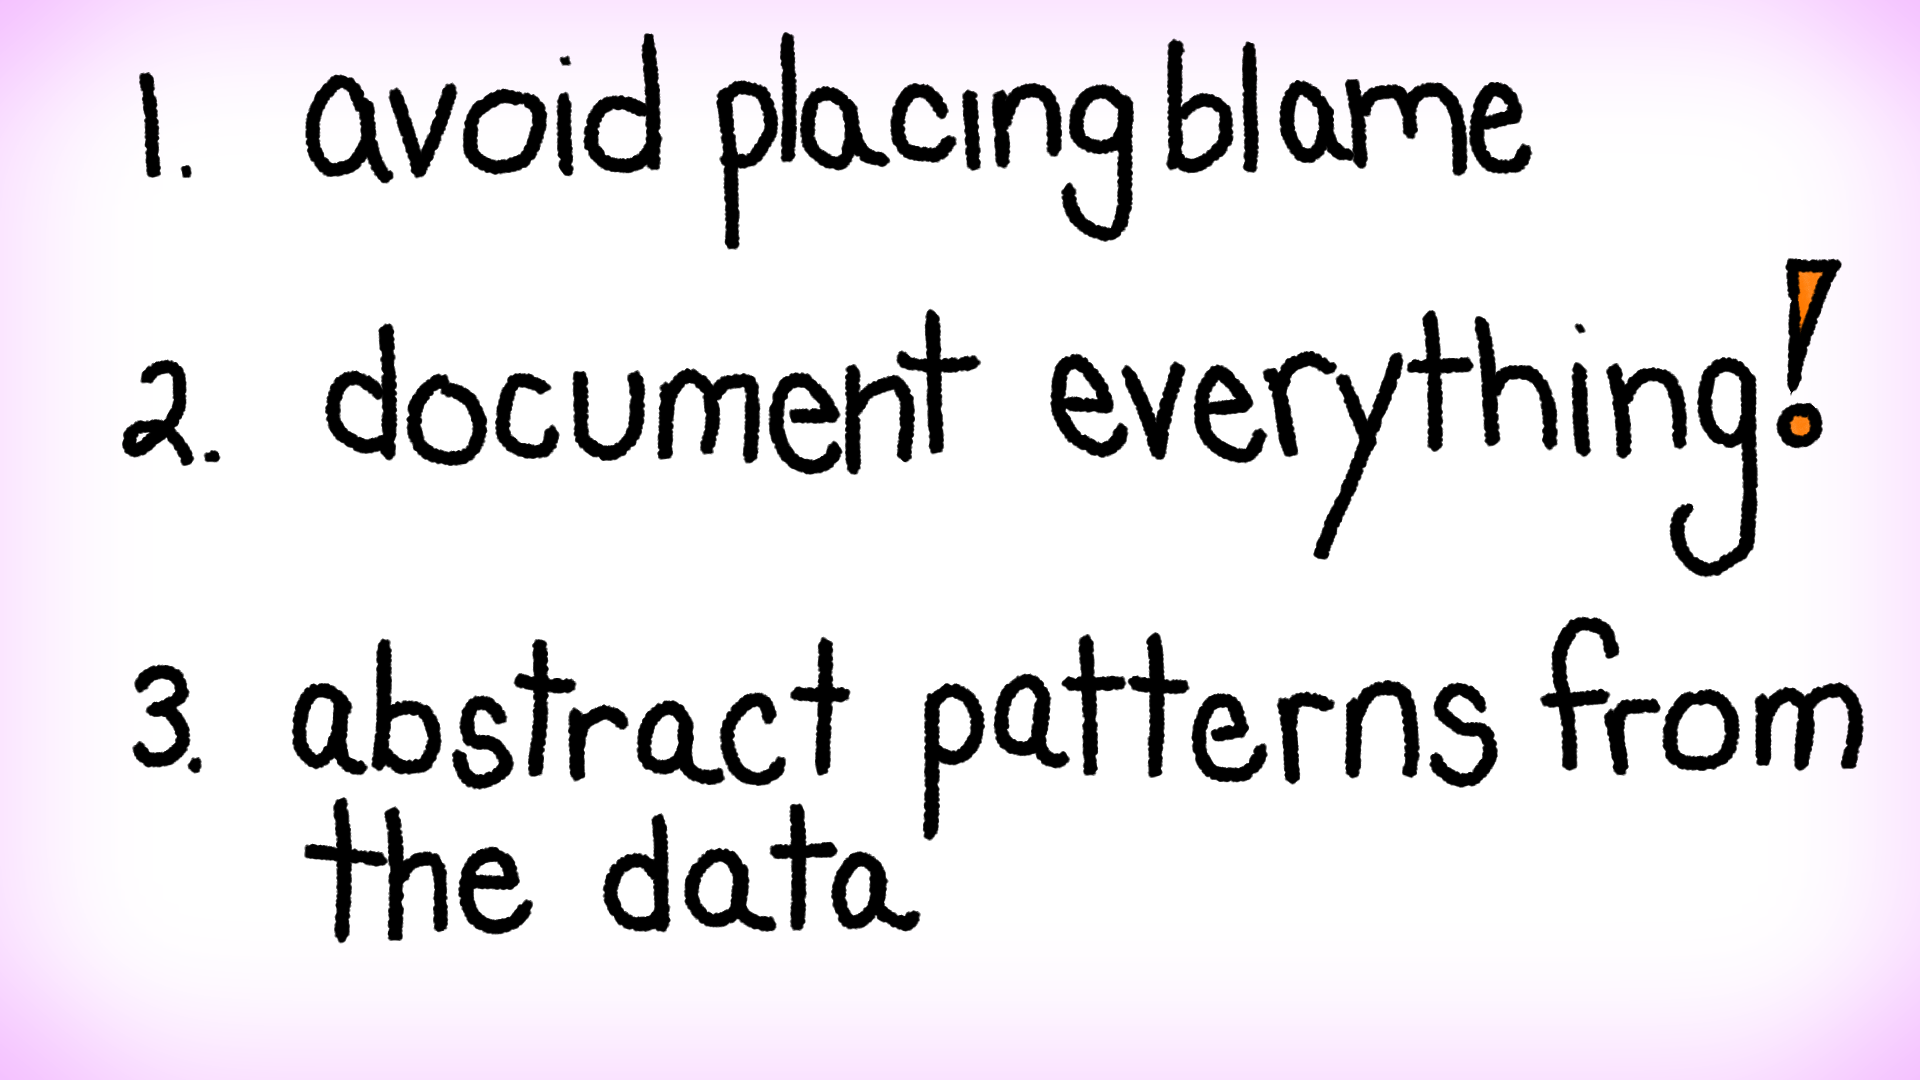 1. avoid placing blame
2. document everything!
3. abstract patterns from
the data